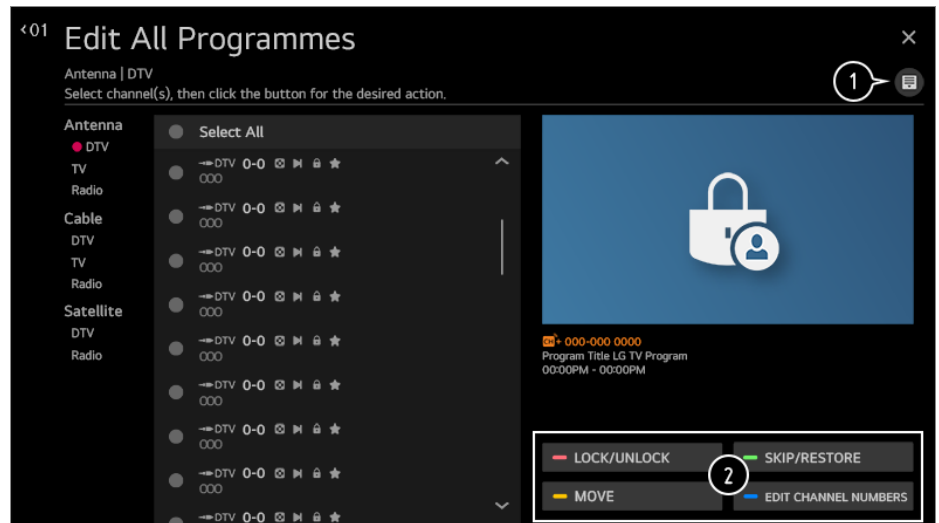 ‹01
Edit All Programmes
Antenna | DTV
Select channel(s), then click the button for the desired action.
1
Antenna
DTV
TV
Radio
Cable
DTV
TV
Radio
Satellite
DTV
Radio
Select All
DTV 0-0
000
DTV 0-0
000
DTV 0-0
000
DTV 0-0
000
DTV 0-0
000
DTV 0-0
000
DTV 0-0
000
DTV 0-0
000
DTV 0-0
CH+ 000-000 0000
Program Title LG TV Program
00:00PM - 00:00PM
LOCK/UNLOCK
SKIP/RESTORE
2
MOVE
EDIT CHANNEL NUMBERS